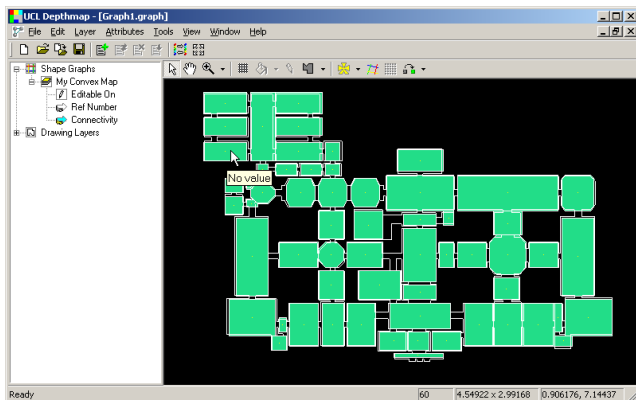 UCL Depthmap - [Graph1.graph]
File Edit Layer Attributes Tools View Window Help
Shape Graphs
My Convex Map
Editable On
Ref Number
Connectivity
Drawing Layers
No value
Ready 60 4.54922 x 2.99168 0.906176, 7.14437